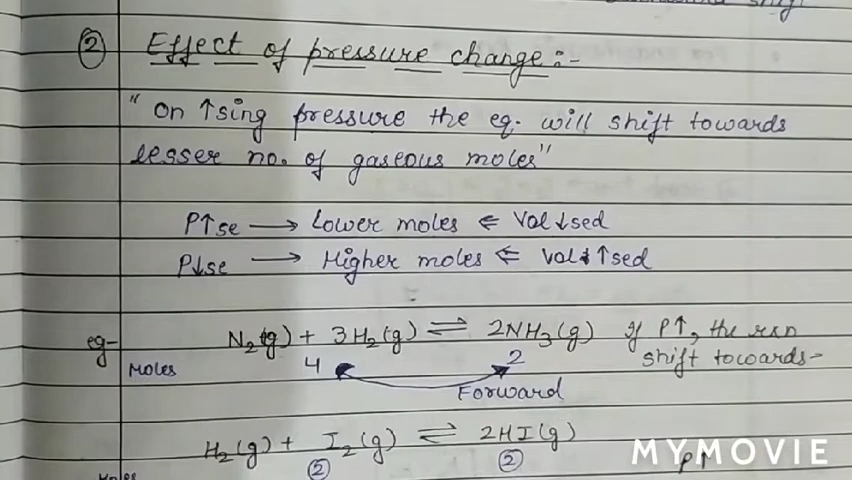 ② Effect of pressure change :-
"On ↑sing pressure the eq. will shift towards
lesser no. of gaseous moles"
P↑se → Lower moles ⇐ Vol ↓sed
P↓se → Higher moles ⇐ Vol ↑sed
eg- N₂(g) + 3H₂(g) ⇌ 2NH₃(g) If P↑, the rxn
shift towards-
Moles 4 2
Forward
H₂(g) + I₂(g) ⇌ 2HI(g)
② ② P↑
Moles
MYMOVIE